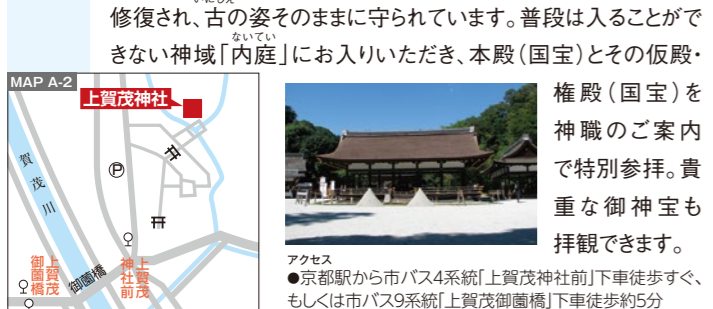 いにしえ
修復され、古の姿そのままに守られています。普段は入ることがで
ないてい
きない神域「内庭」にお入りいただき、本殿(国宝)とその仮殿・
権殿(国宝)を
神職のご案内
で特別参拝。貴
重な御神宝も
拝観できます。
MAP A-2
上賀茂神社
賀茂川
P
御薗橋
上賀茂
御薗橋
上賀茂
神社前
アクセス
●京都駅から市バス4系統「上賀茂神社前」下車徒歩すぐ、
もしくは市バス9系統「上賀茂御薗橋」下車徒歩約5分